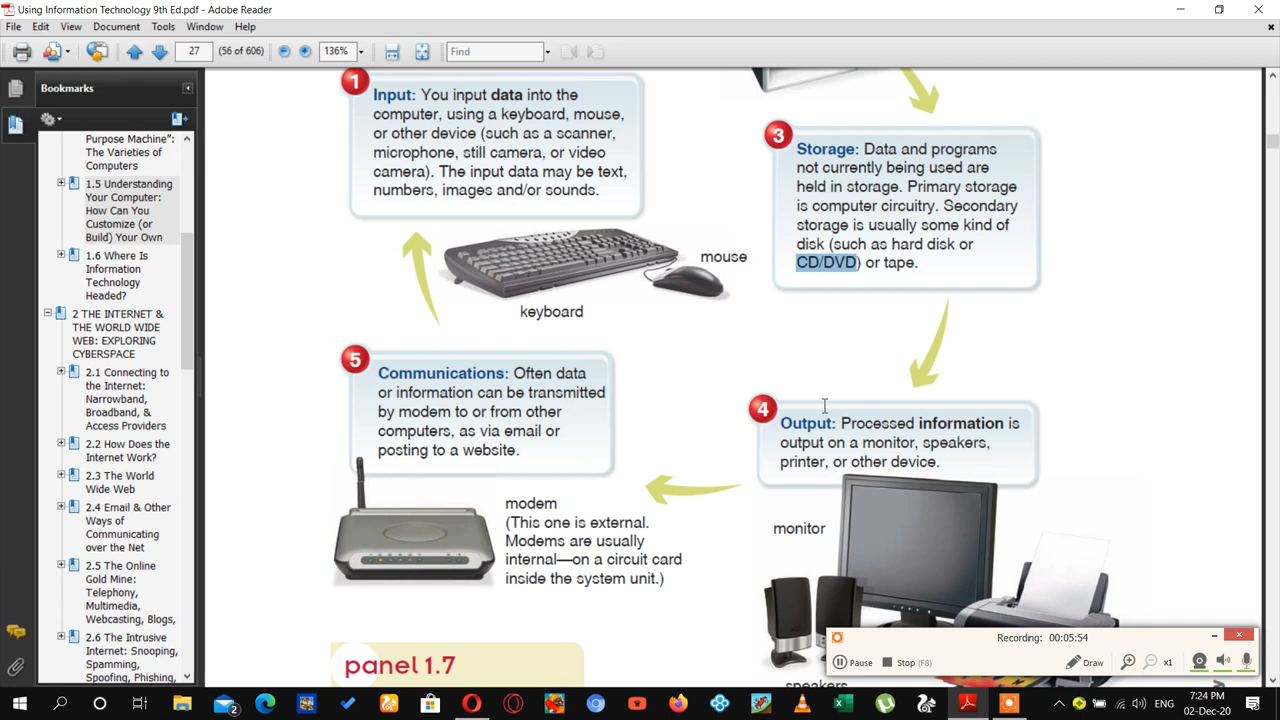 Using Information Technology 9th Ed.pdf - Adobe Reader
File Edit View Document Tools Window Help
27 (56 of 606) 136% Find
Bookmarks
Purpose Machine":
The Varieties of
Computers
1.5 Understanding
Your Computer:
How Can You
Customize (or
Build) Your Own
1.6 Where Is
Information
Technology
Headed?
2 THE INTERNET &
THE WORLD WIDE
WEB: EXPLORING
CYBERSPACE
2.1 Connecting to
the Internet:
Narrowband,
Broadband, &
Access Providers
2.2 How Does the
Internet Work?
2.3 The World
Wide Web
2.4 Email & Other
Ways of
Communicating
over the Net
2.5 The Online
Gold Mine:
Telephony,
Multimedia,
Webcasting, Blogs,
2.6 The Intrusive
Internet: Snooping,
Spamming,
Spoofing, Phishing,
1
Input: You input data into the
computer, using a keyboard, mouse,
or other device (such as a scanner,
microphone, still camera, or video
camera). The input data may be text,
numbers, images and/or sounds.
mouse
keyboard
3
Storage: Data and programs
not currently being used are
held in storage. Primary storage
is computer circuitry. Secondary
storage is usually some kind of
disk (such as hard disk or
CD/DVD) or tape.
5
Communications: Often data
or information can be transmitted
by modem to or from other
computers, as via email or
posting to a website.
4
Output: Processed information is
output on a monitor, speakers,
printer, or other device.
modem
(This one is external.
Modems are usually
internal—on a circuit card
inside the system unit.)
monitor
speakers
panel 1.7
Recording: 00:05:54
Pause Stop (F8) Draw x1
2
ENG
7:24 PM
02-Dec-20